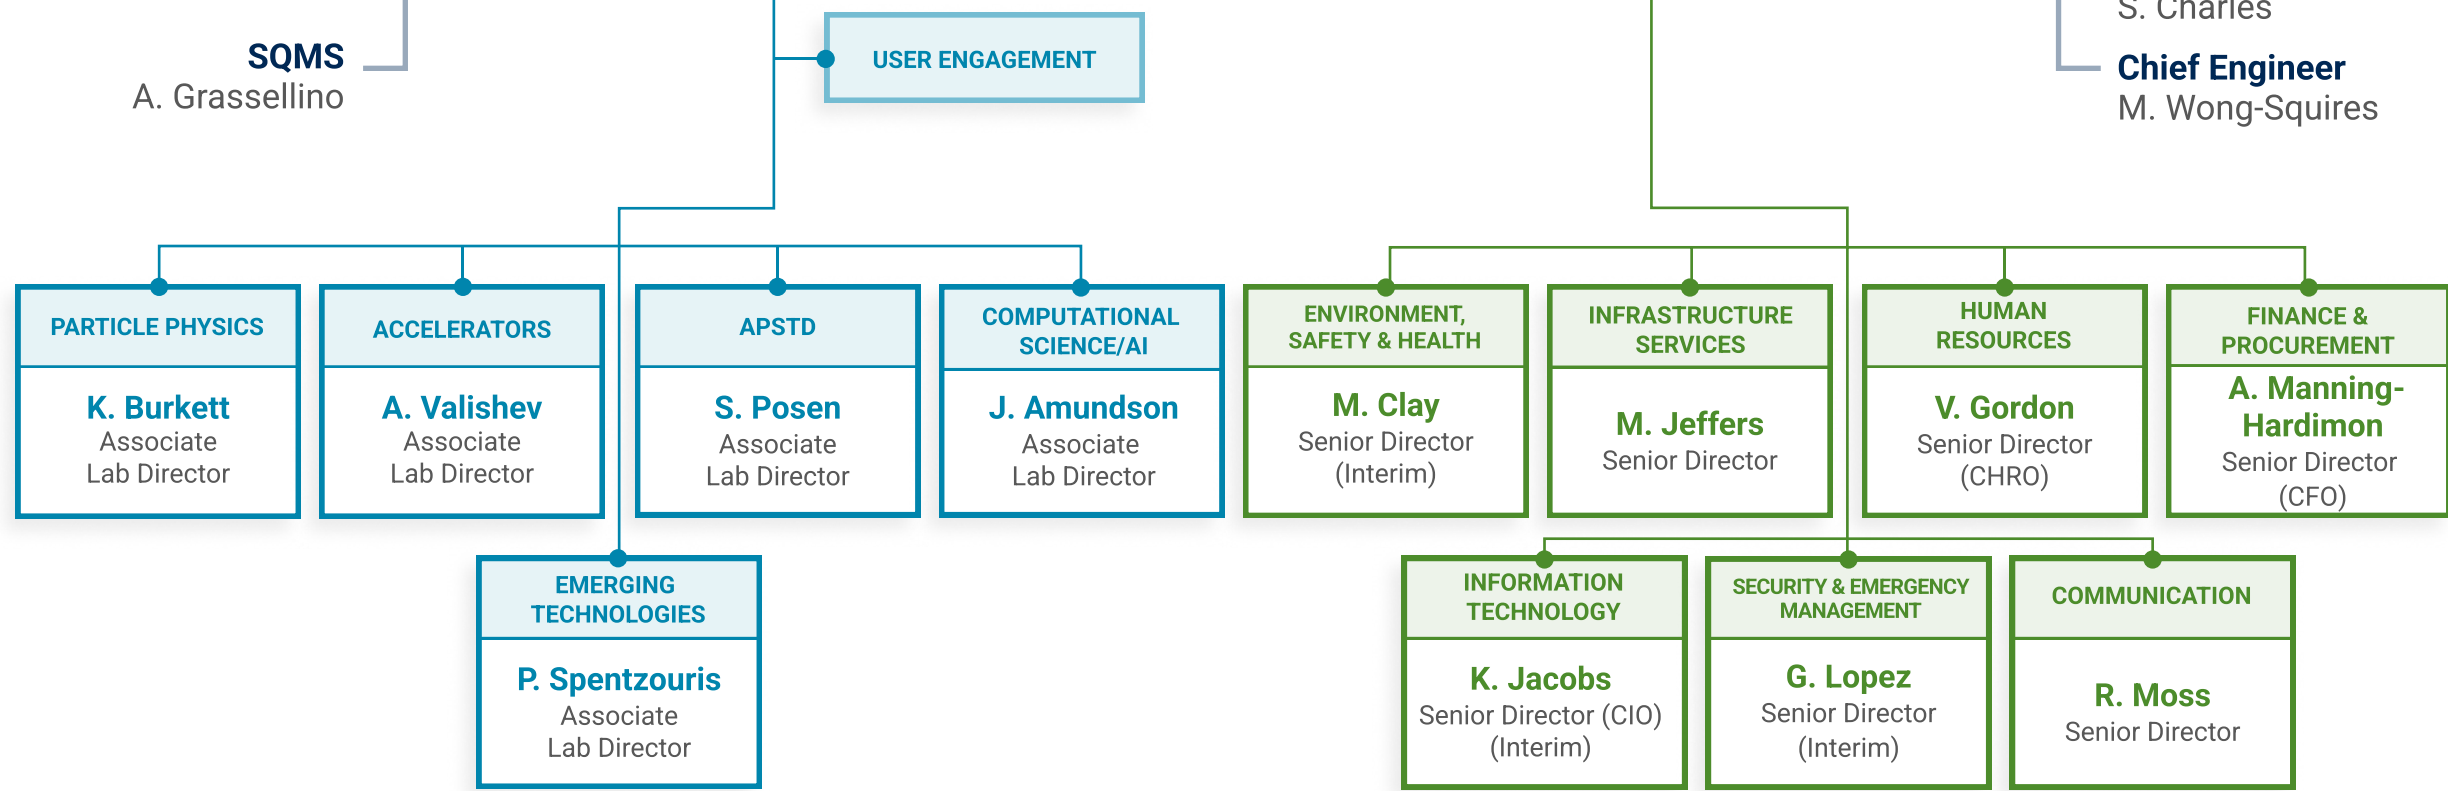 S. Charles
SQMS
A. Grassellino
USER ENGAGEMENT
Chief Engineer
M. Wong-Squires
PARTICLE PHYSICS
K. Burkett
Associate
Lab Director
ACCELERATORS
A. Valishev
Associate
Lab Director
APSTD
S. Posen
Associate
Lab Director
COMPUTATIONAL
SCIENCE/AI
J. Amundson
Associate
Lab Director
ENVIRONMENT,
SAFETY & HEALTH
M. Clay
Senior Director
(Interim)
INFRASTRUCTURE
SERVICES
M. Jeffers
Senior Director
HUMAN
RESOURCES
V. Gordon
Senior Director
(CHRO)
FINANCE &
PROCUREMENT
A. Manning-
Hardimon
Senior Director
(CFO)
EMERGING
TECHNOLOGIES
P. Spentzouris
Associate
Lab Director
INFORMATION
TECHNOLOGY
K. Jacobs
Senior Director (CIO)
(Interim)
SECURITY & EMERGENCY
MANAGEMENT
G. Lopez
Senior Director
(Interim)
COMMUNICATION
R. Moss
Senior Director